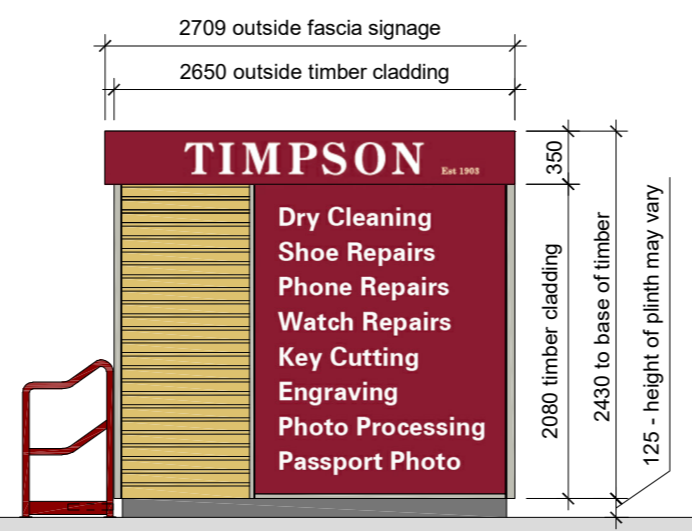 2709 outside fascia signage
2650 outside timber cladding
TIMPSON
Est 1903
350
Dry Cleaning
Shoe Repairs
Phone Repairs
Watch Repairs
Key Cutting
Engraving
Photo Processing
Passport Photo
2080 timber cladding
2430 to base of timber
125 - height of plinth may vary